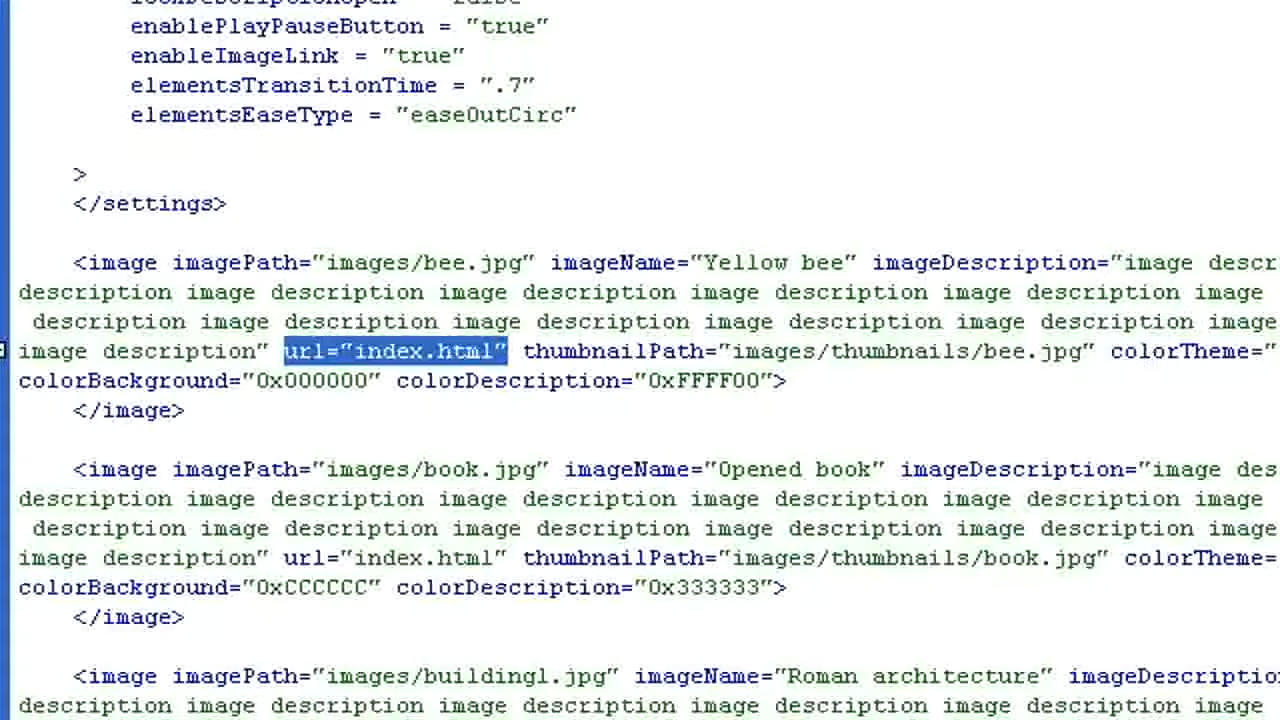 enablePlayPauseButton = "true"
enableImageLink = "true"
elementsTransitionTime = ".7"
elementsEaseType = "easeOutCirc"
>
</settings>
<image imagePath="images/bee.jpg" imageName="Yellow bee" imageDescription="image descr
description image description image description image description image description image
description image description image description image description image description image
image description" url="index.html" thumbnailPath="images/thumbnails/bee.jpg" colorTheme="
colorBackground="0x000000" colorDescription="0xFFFF00">
</image>
<image imagePath="images/book.jpg" imageName="Opened book" imageDescription="image des
description image description image description image description image description image
description image description image description image description image description image
image description" url="index.html" thumbnailPath="images/thumbnails/book.jpg" colorTheme=
colorBackground="0xCCCCCC" colorDescription="0x333333">
</image>
<image imagePath="images/building1.jpg" imageName="Roman architecture" imageDescriptio
description image description image description image description image description image